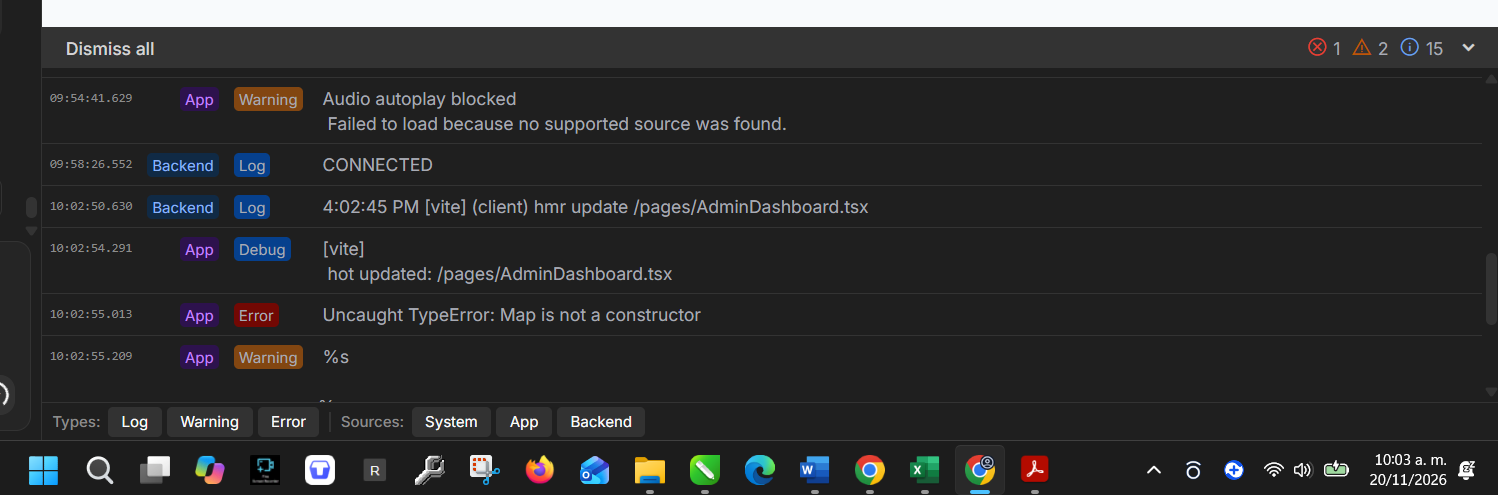 Dismiss all 1 2 15
09:54:41.629 App Warning Audio autoplay blocked
Failed to load because no supported source was found.
09:58:26.552 Backend Log CONNECTED
10:02:50.630 Backend Log 4:02:45 PM [vite] (client) hmr update /pages/AdminDashboard.tsx
10:02:54.291 App Debug [vite]
hot updated: /pages/AdminDashboard.tsx
10:02:55.013 App Error Uncaught TypeError: Map is not a constructor
10:02:55.209 App Warning %s
Types: Log Warning Error Sources: System App Backend
R
10:03 a. m.
20/11/2026